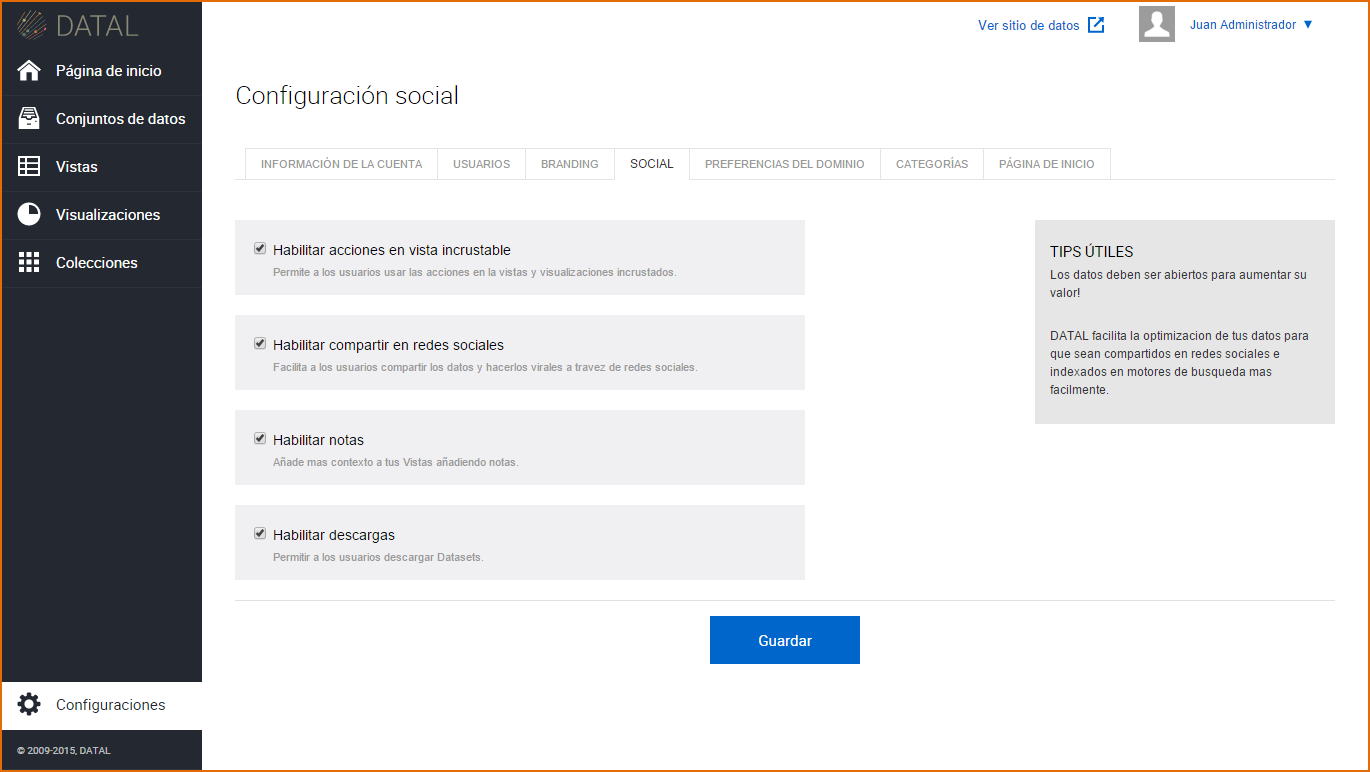 DATAL
Ver sitio de datos
Juan Administrador ▼
Página de inicio
Conjuntos de datos
Vistas
Visualizaciones
Colecciones
Configuraciones
© 2009-2015, DATAL
Configuración social
INFORMACIÓN DE LA CUENTA
USUARIOS
BRANDING
SOCIAL
PREFERENCIAS DEL DOMINIO
CATEGORÍAS
PÁGINA DE INICIO
Habilitar acciones en vista incrustable
Permite a los usuarios usar las acciones en la vistas y visualizaciones incrustados.
Habilitar compartir en redes sociales
Facilita a los usuarios compartir los datos y hacerlos virales a travez de redes sociales.
Habilitar notas
Añade mas contexto a tus Vistas añadiendo notas.
Habilitar descargas
Permitir a los usuarios descargar Datasets.
TIPS ÚTILES
Los datos deben ser abiertos para aumentar su
valor!
DATAL facilita la optimizacion de tus datos para
que sean compartidos en redes sociales e
indexados en motores de busqueda mas
facilmente.
Guardar